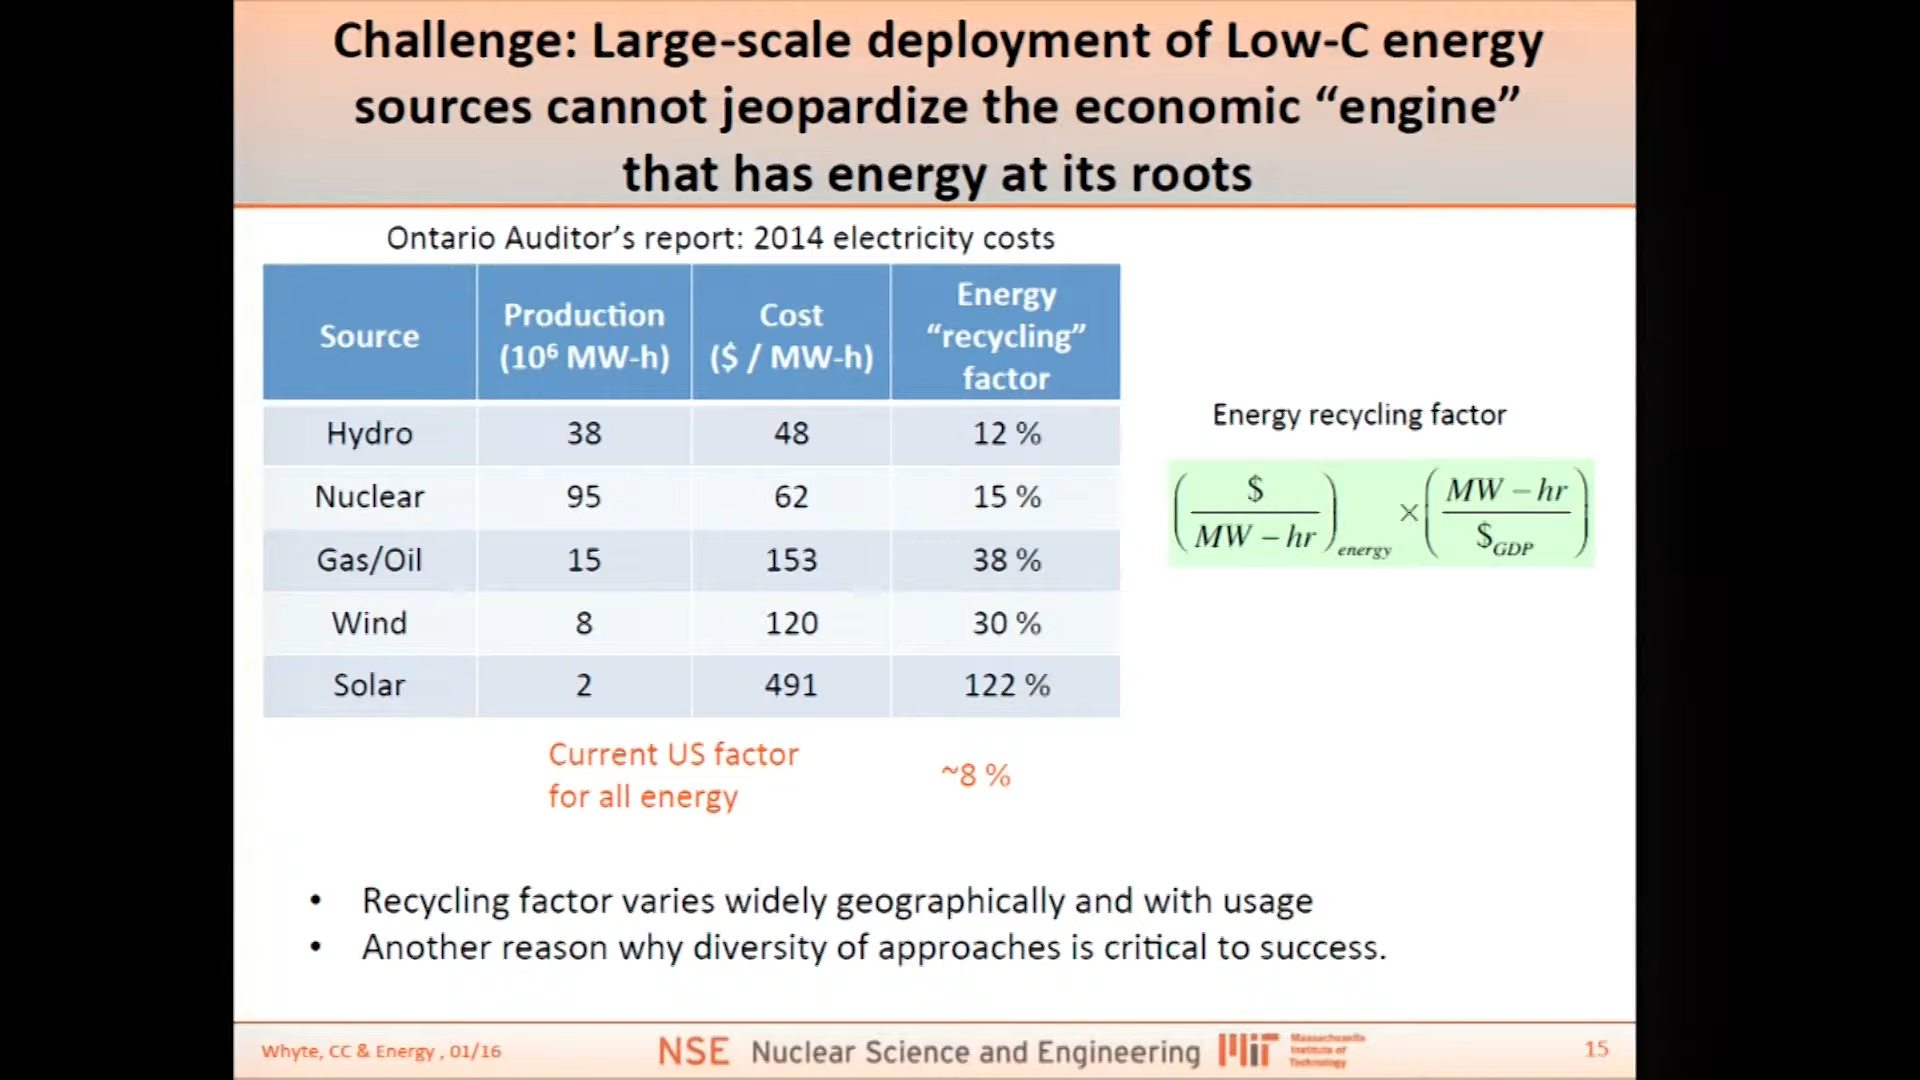 Challenge: Large-scale deployment of Low-C energy
sources cannot jeopardize the economic “engine”
that has energy at its roots
Ontario Auditor’s report: 2014 electricity costs
Source
Production
(10⁶ MW-h)
Cost
($ / MW-h)
Energy
“recycling”
factor
Hydro 38 48 12 %
Nuclear 95 62 15 %
Gas/Oil 15 153 38 %
Wind 8 120 30 %
Solar 2 491 122 %
Energy recycling factor
($ / MW – hr)energy × (MW – hr / $GDP)
Current US factor
for all energy
~8 %
• Recycling factor varies widely geographically and with usage
• Another reason why diversity of approaches is critical to success.
Whyte, CC & Energy , 01/16
NSE Nuclear Science and Engineering
MIT
Massachusetts
Institute of
Technology
15